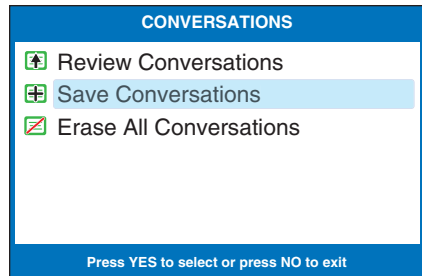 CONVERSATIONS
Review Conversations
Save Conversations
Erase All Conversations
Press YES to select or press NO to exit